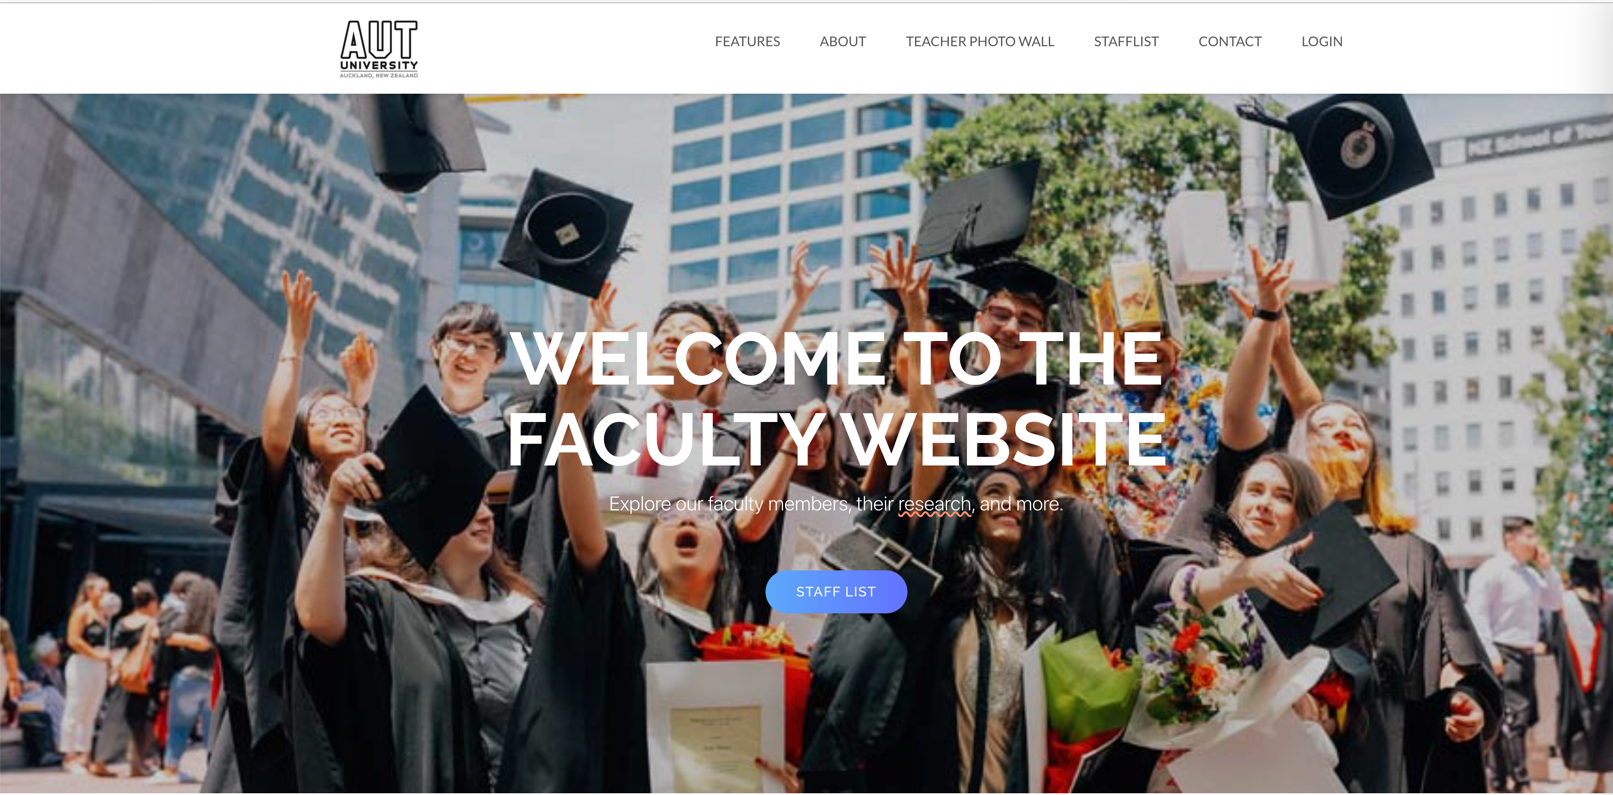 AUT
UNIVERSITY
AUCKLAND, NEW ZEALAND
FEATURES ABOUT TEACHER PHOTO WALL STAFFLIST CONTACT LOGIN
NZ School of
WELCOME TO THE
FACULTY WEBSITE
Explore our faculty members, their research, and more.
STAFF LIST